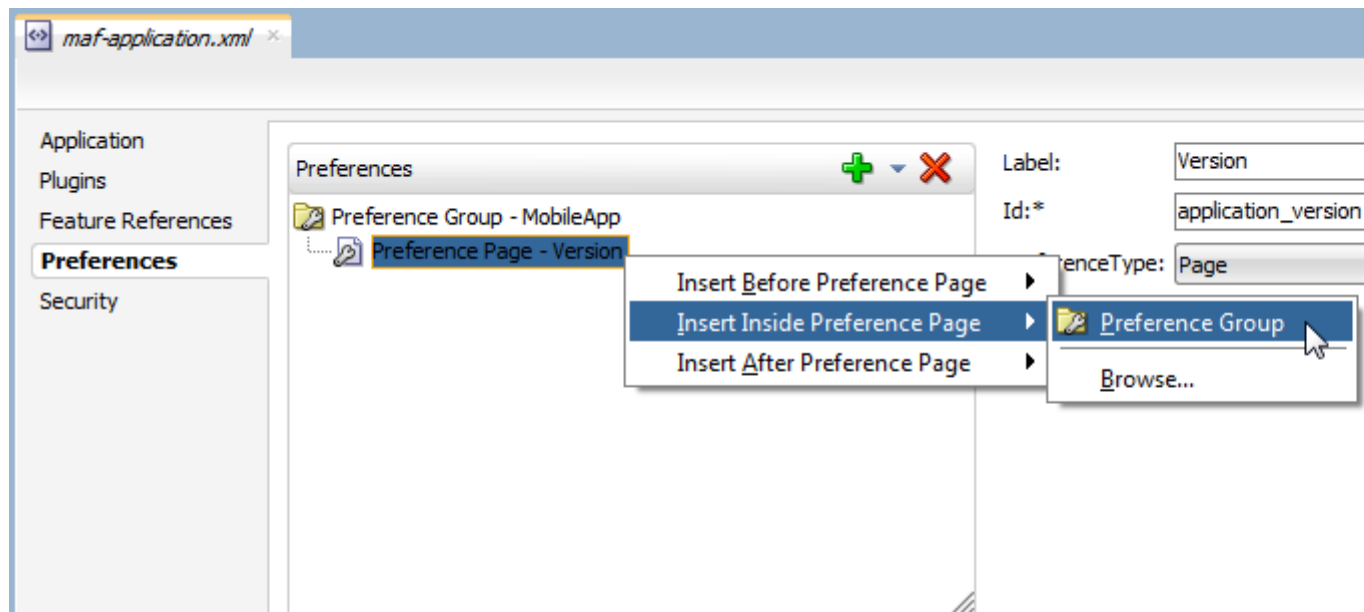 maf-application.xml
Application
Plugins
Feature References
Preferences
Security
Preferences
Preference Group - MobileApp
Preference Page - Version
Insert Before Preference Page
Insert Inside Preference Page
Insert After Preference Page
Preference Group
Browse...
Label: Version
Id:* application_version
renceType: Page